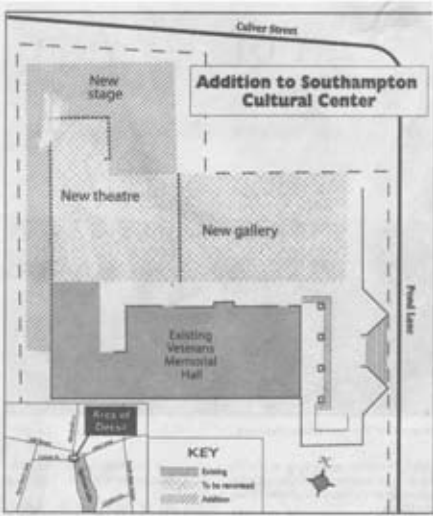 Culver Street
New
stage
Addition to Southampton
Cultural Center
New theatre
New gallery
Pond Lane
Existing
Veterans
Memorial
Hall
Area of
Detail
KEY
Existing
To be renovated
Addition
N